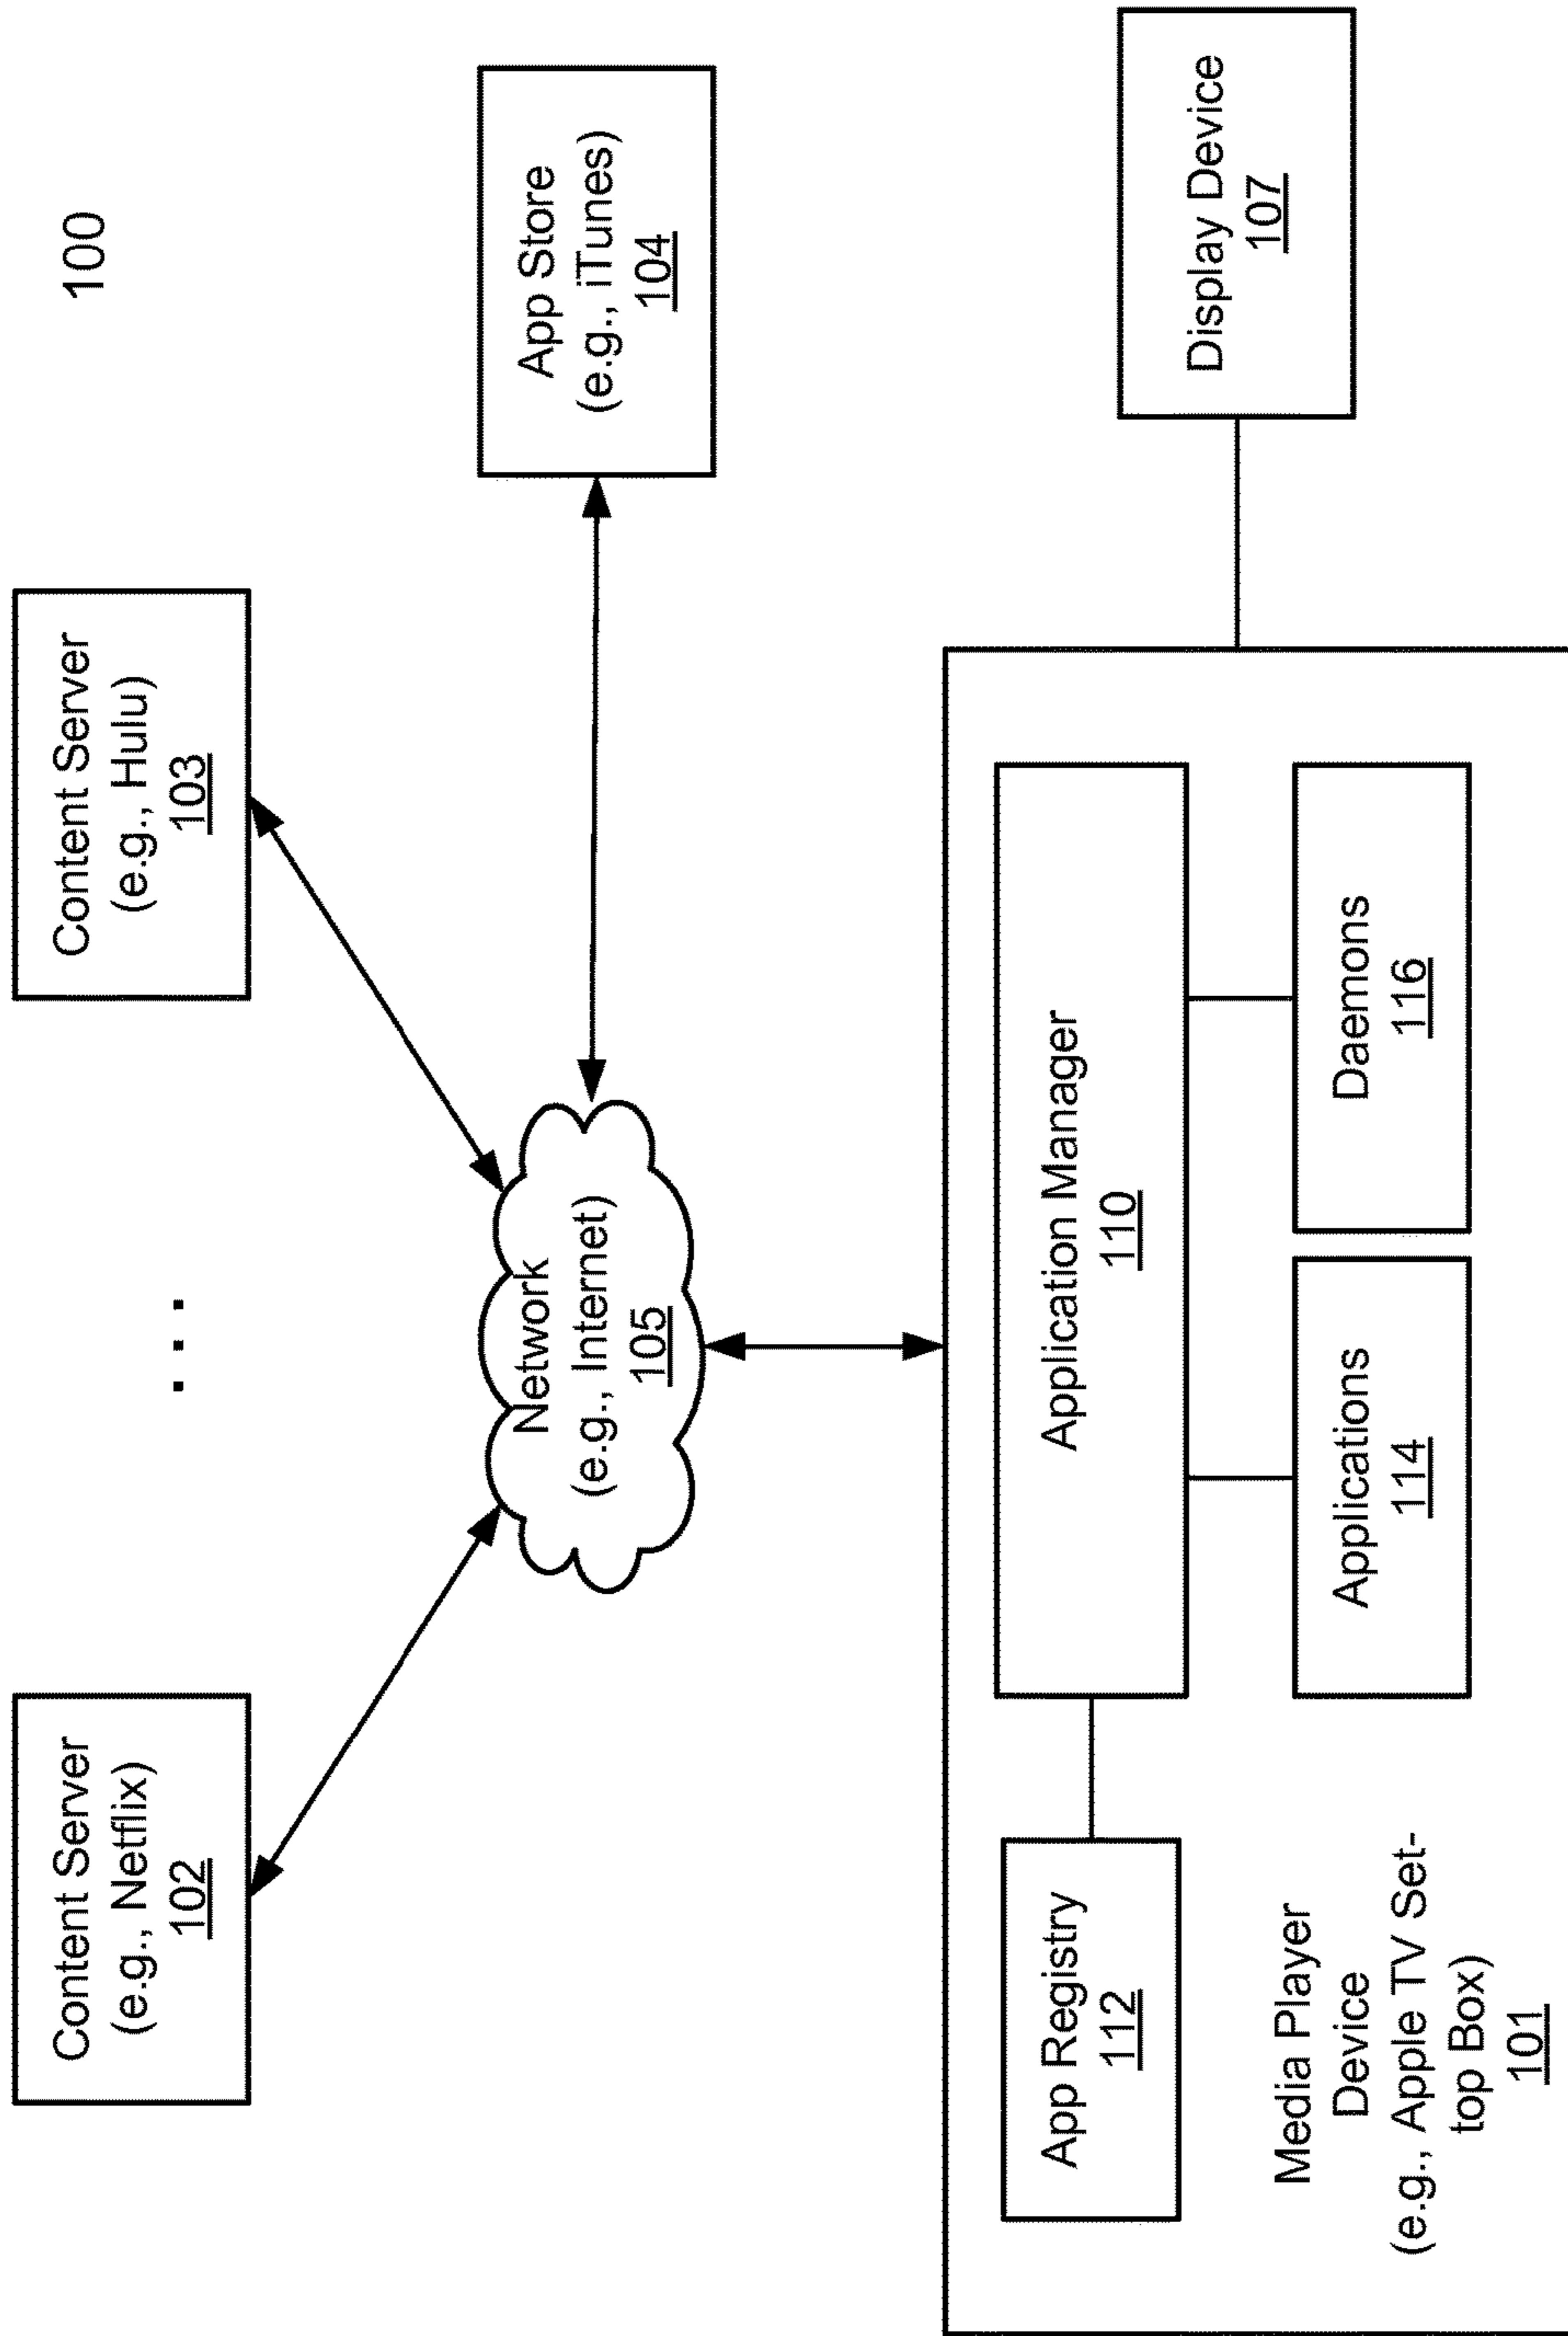 100
Content Server
(e.g., Netflix)
102
. . .
Content Server
(e.g., Hulu)
103
Network
(e.g., Internet)
105
App Store
(e.g., iTunes)
104
App Registry
112
Application Manager
110
Applications
114
Daemons
116
Media Player
Device
(e.g., Apple TV Set-
top Box)
101
Display Device
107